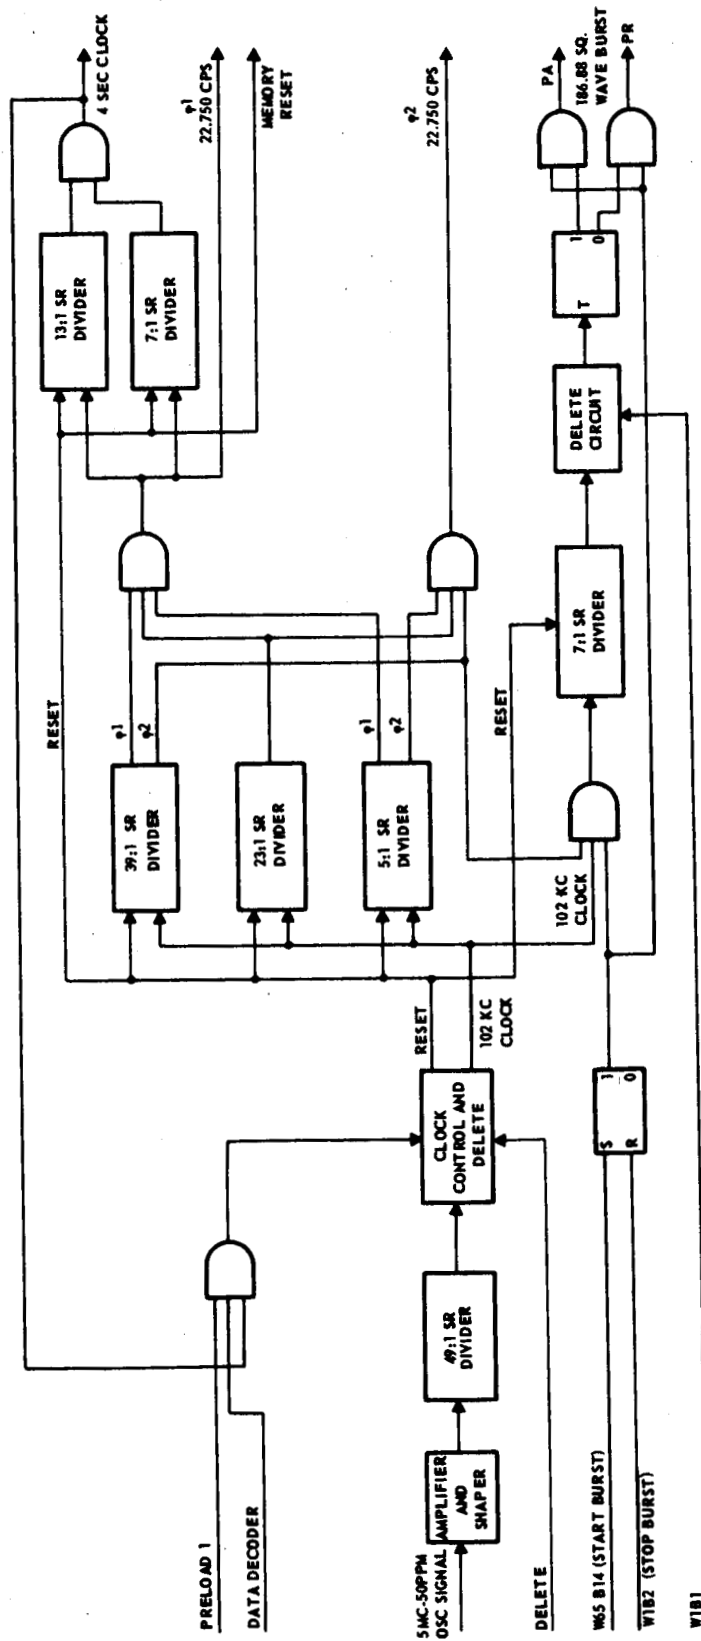 PRELOAD 1
DATA DECODER
5MC-50PPM
OSC SIGNAL
AMPLIFIER
AND
SHAPER
49:1 SR
DIVIDER
DELETE
W65 B14 (START BURST)
W1B2 (STOP BURST)
W1B1
CLOCK
CONTROL AND
DELETE
S 1
R 0
RESET
102 KC
CLOCK
RESET
39:1 SR
DIVIDER
φ1
φ2
23:1 SR
DIVIDER
5:1 SR
DIVIDER
φ1
φ2
102 KC
CLOCK
RESET
7:1 SR
DIVIDER
DELETE
CIRCUIT
T
1
0
13:1 SR
DIVIDER
7:1 SR
DIVIDER
4 SEC CLOCK
φ1
22.750 CPS
MEMORY
RESET
φ2
22.750 CPS
PA
186.88 SQ.
WAVE BURST
PR